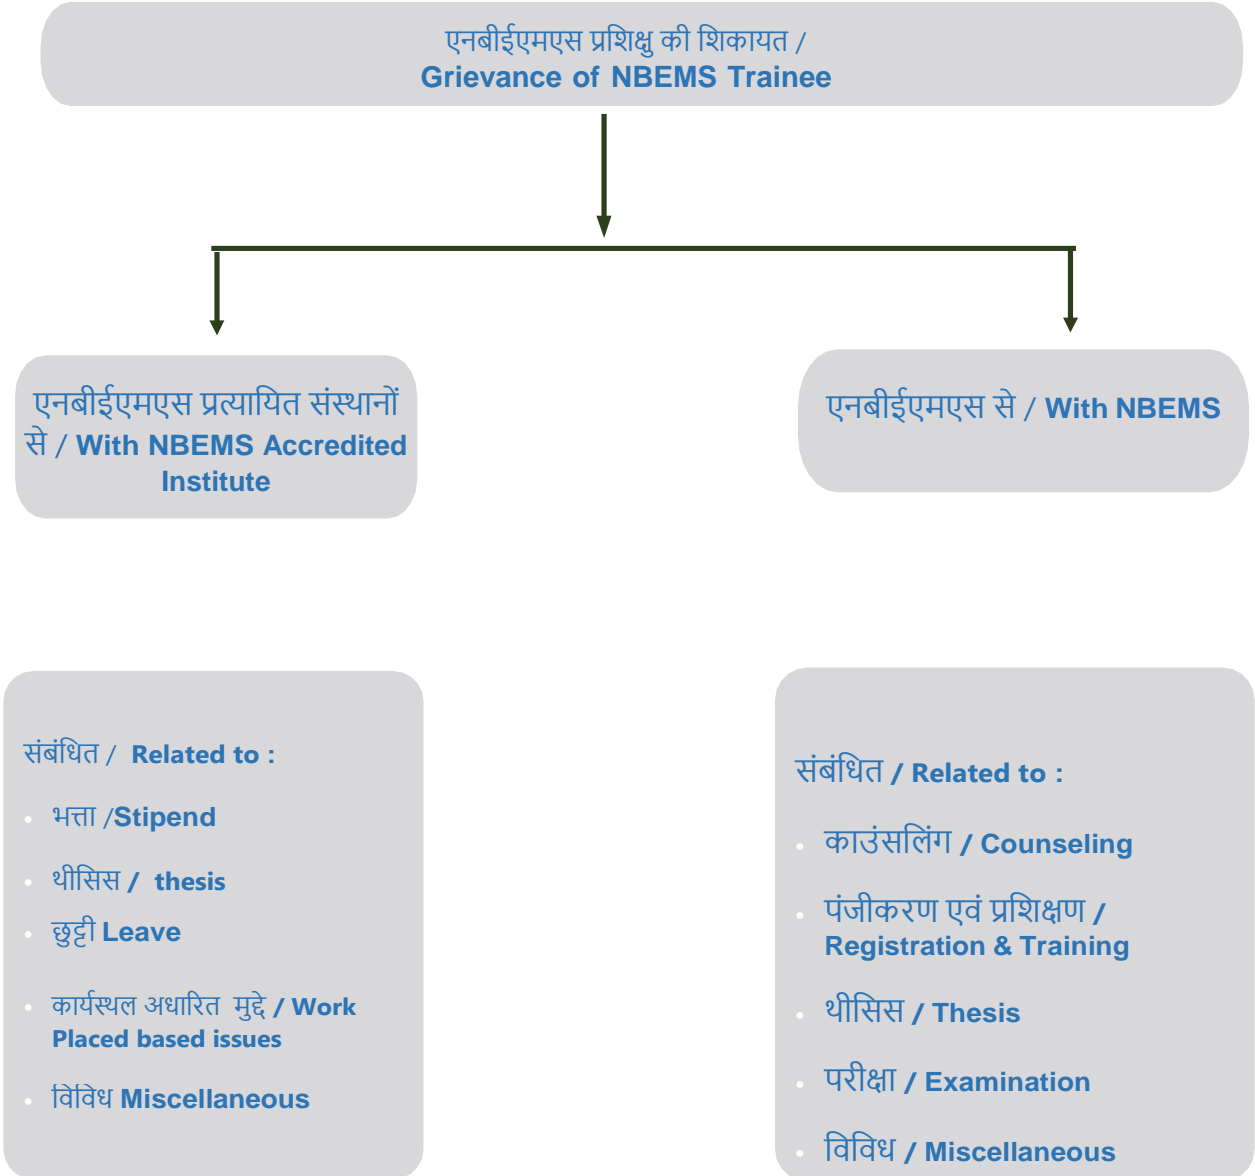 एनबीईएमएस प्रशिक्षु की शिकायत /
Grievance of NBEMS Trainee
एनबीईएमएस प्रत्यायित संस्थानों
से / With NBEMS Accredited
Institute
एनबीईएमएस से / With NBEMS
संबंधित / Related to :
• भत्ता /Stipend
• थीसिस / thesis
• छुट्टी Leave
• कार्यस्थल अधारित मुद्दे / Work
Placed based issues
• विविध Miscellaneous
संबंधित / Related to :
• काउंसलिंग / Counseling
• पंजीकरण एवं प्रशिक्षण /
Registration & Training
• थीसिस / Thesis
• परीक्षा / Examination
• विविध / Miscellaneous